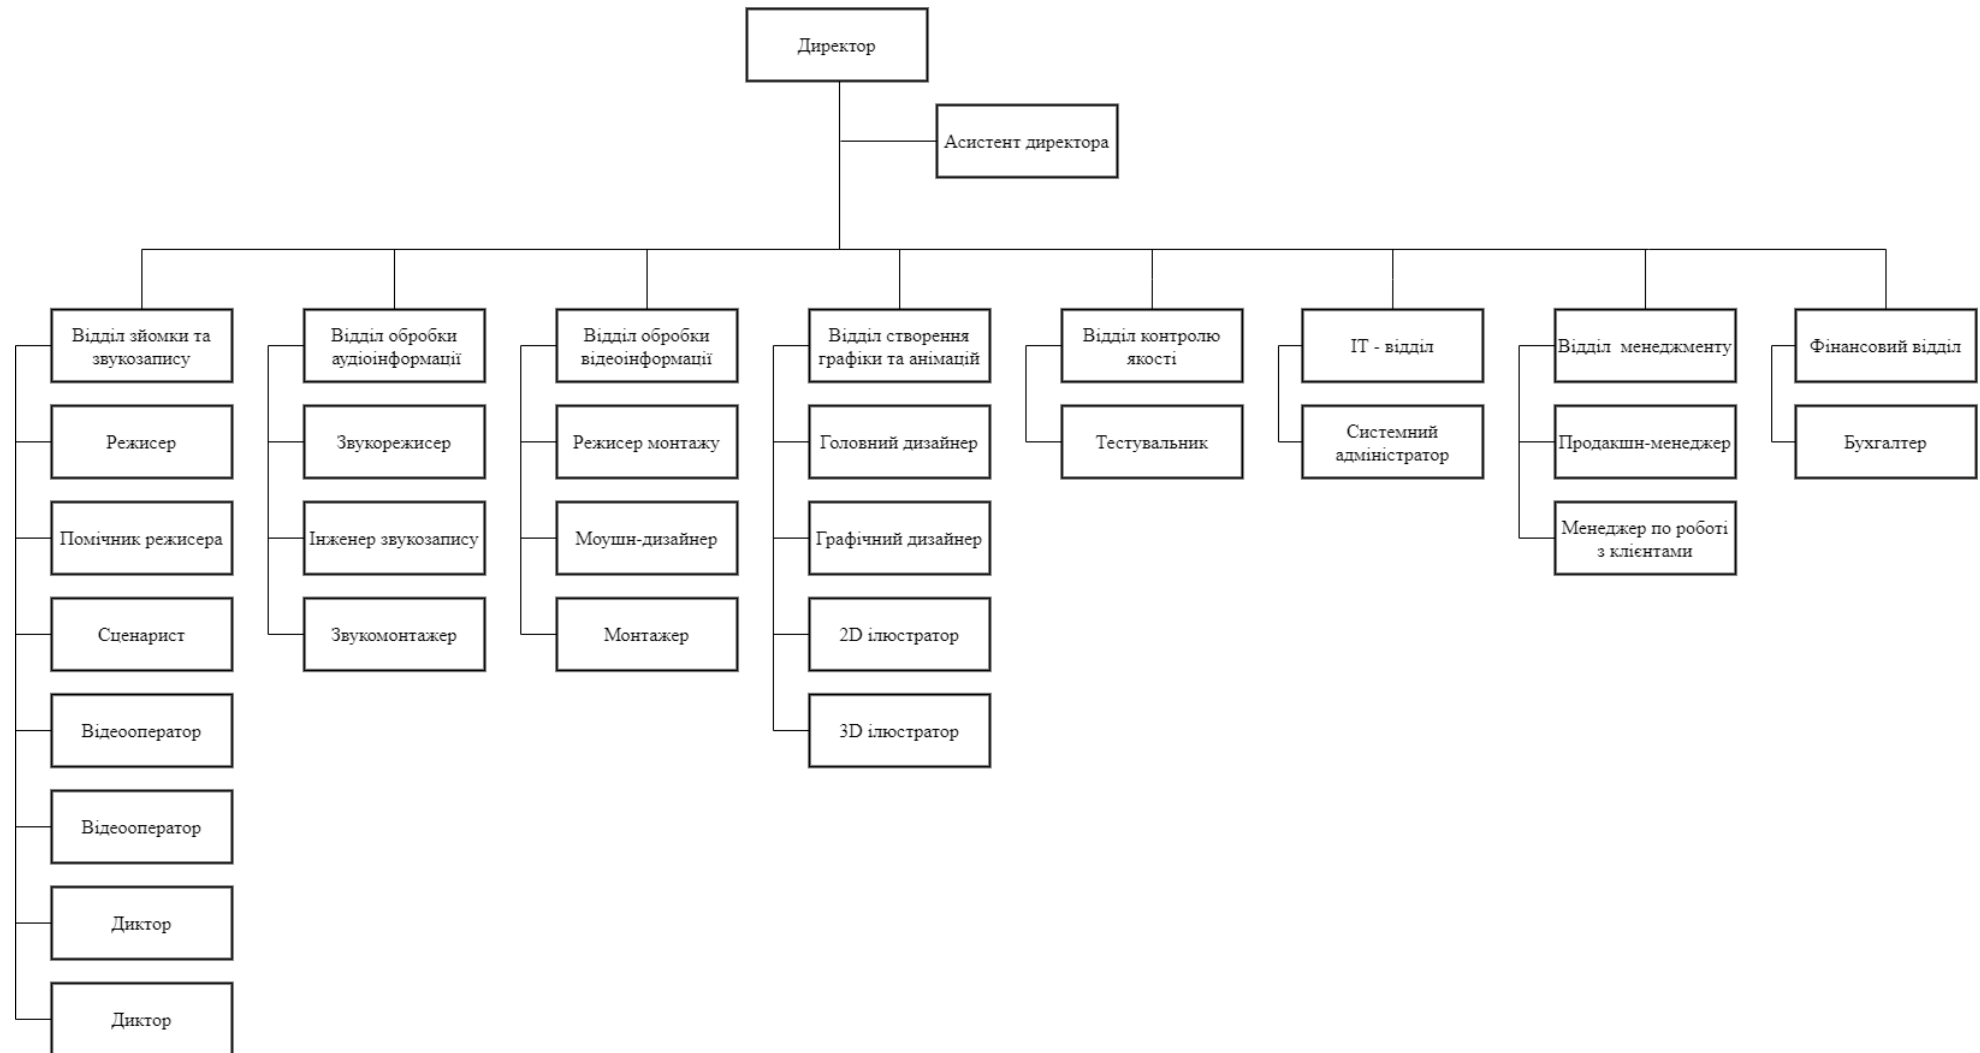 Директор
Асистент директора
Відділ зйомки та
звукозапису
Режисер
Помічник режисера
Сценарист
Відеооператор
Відеооператор
Диктор
Диктор
Відділ обробки
аудіоінформації
Звукорежисер
Інженер звукозапису
Звукомонтажер
Відділ обробки
відеоінформації
Режисер монтажу
Моушн-дизайнер
Монтажер
Відділ створення
графіки та анімацій
Головний дизайнер
Графічний дизайнер
2D ілюстратор
3D ілюстратор
Відділ контролю
якості
Тестувальник
ІТ - відділ
Системний
адміністратор
Відділ  менеджменту
Продакшн-менеджер
Менеджер по роботі
з клієнтами
Фінансовий відділ
Бухгалтер